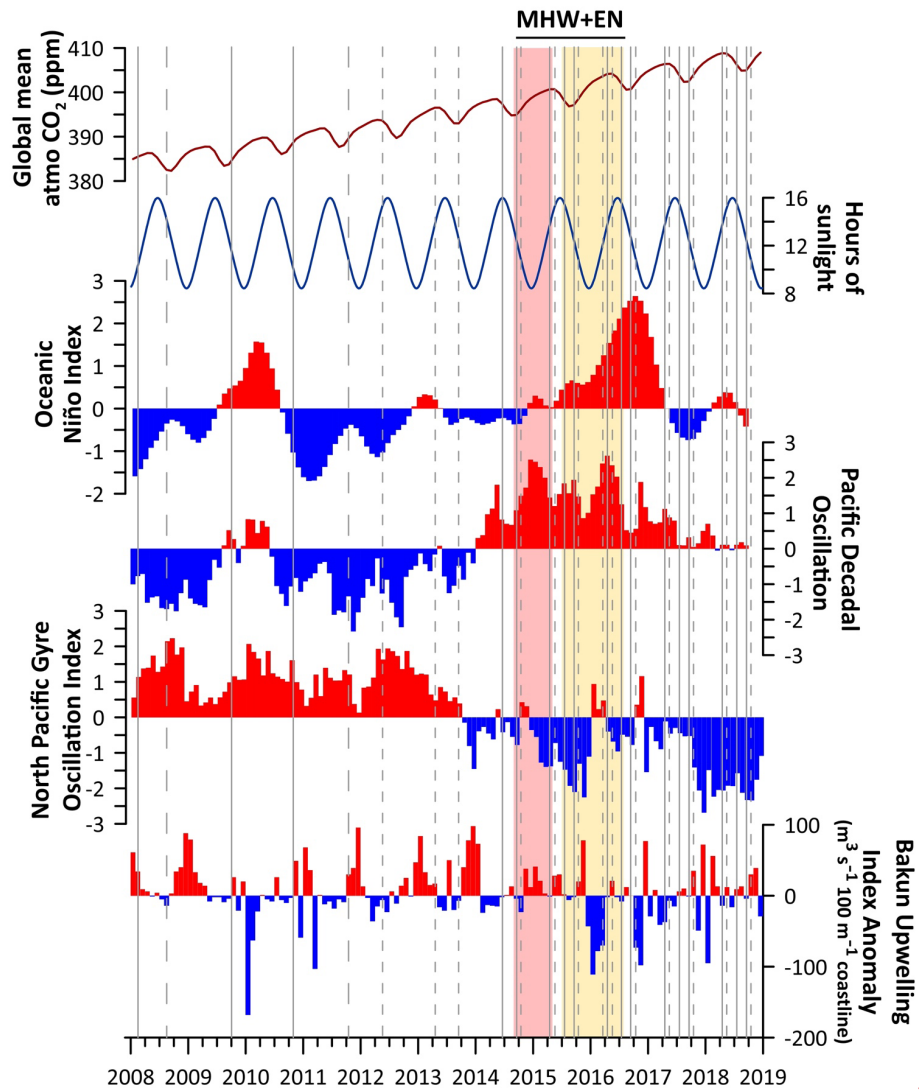 MHW+EN
Global mean
atmo CO₂ (ppm)
410
400
390
380
Hours of
sunlight
16
12
8
Oceanic
Niño Index
3
2
1
0
-1
-2
Pacific Decadal
Oscillation
3
2
1
0
-1
-2
-3
North Pacific Gyre
Oscillation Index
3
2
1
0
-1
-2
-3
Bakun Upwelling
Index Anomaly
(m³ s⁻¹ 100 m⁻¹ coastline)
100
0
-100
-200
2008 2009 2010 2011 2012 2013 2014 2015 2016 2017 2018 2019